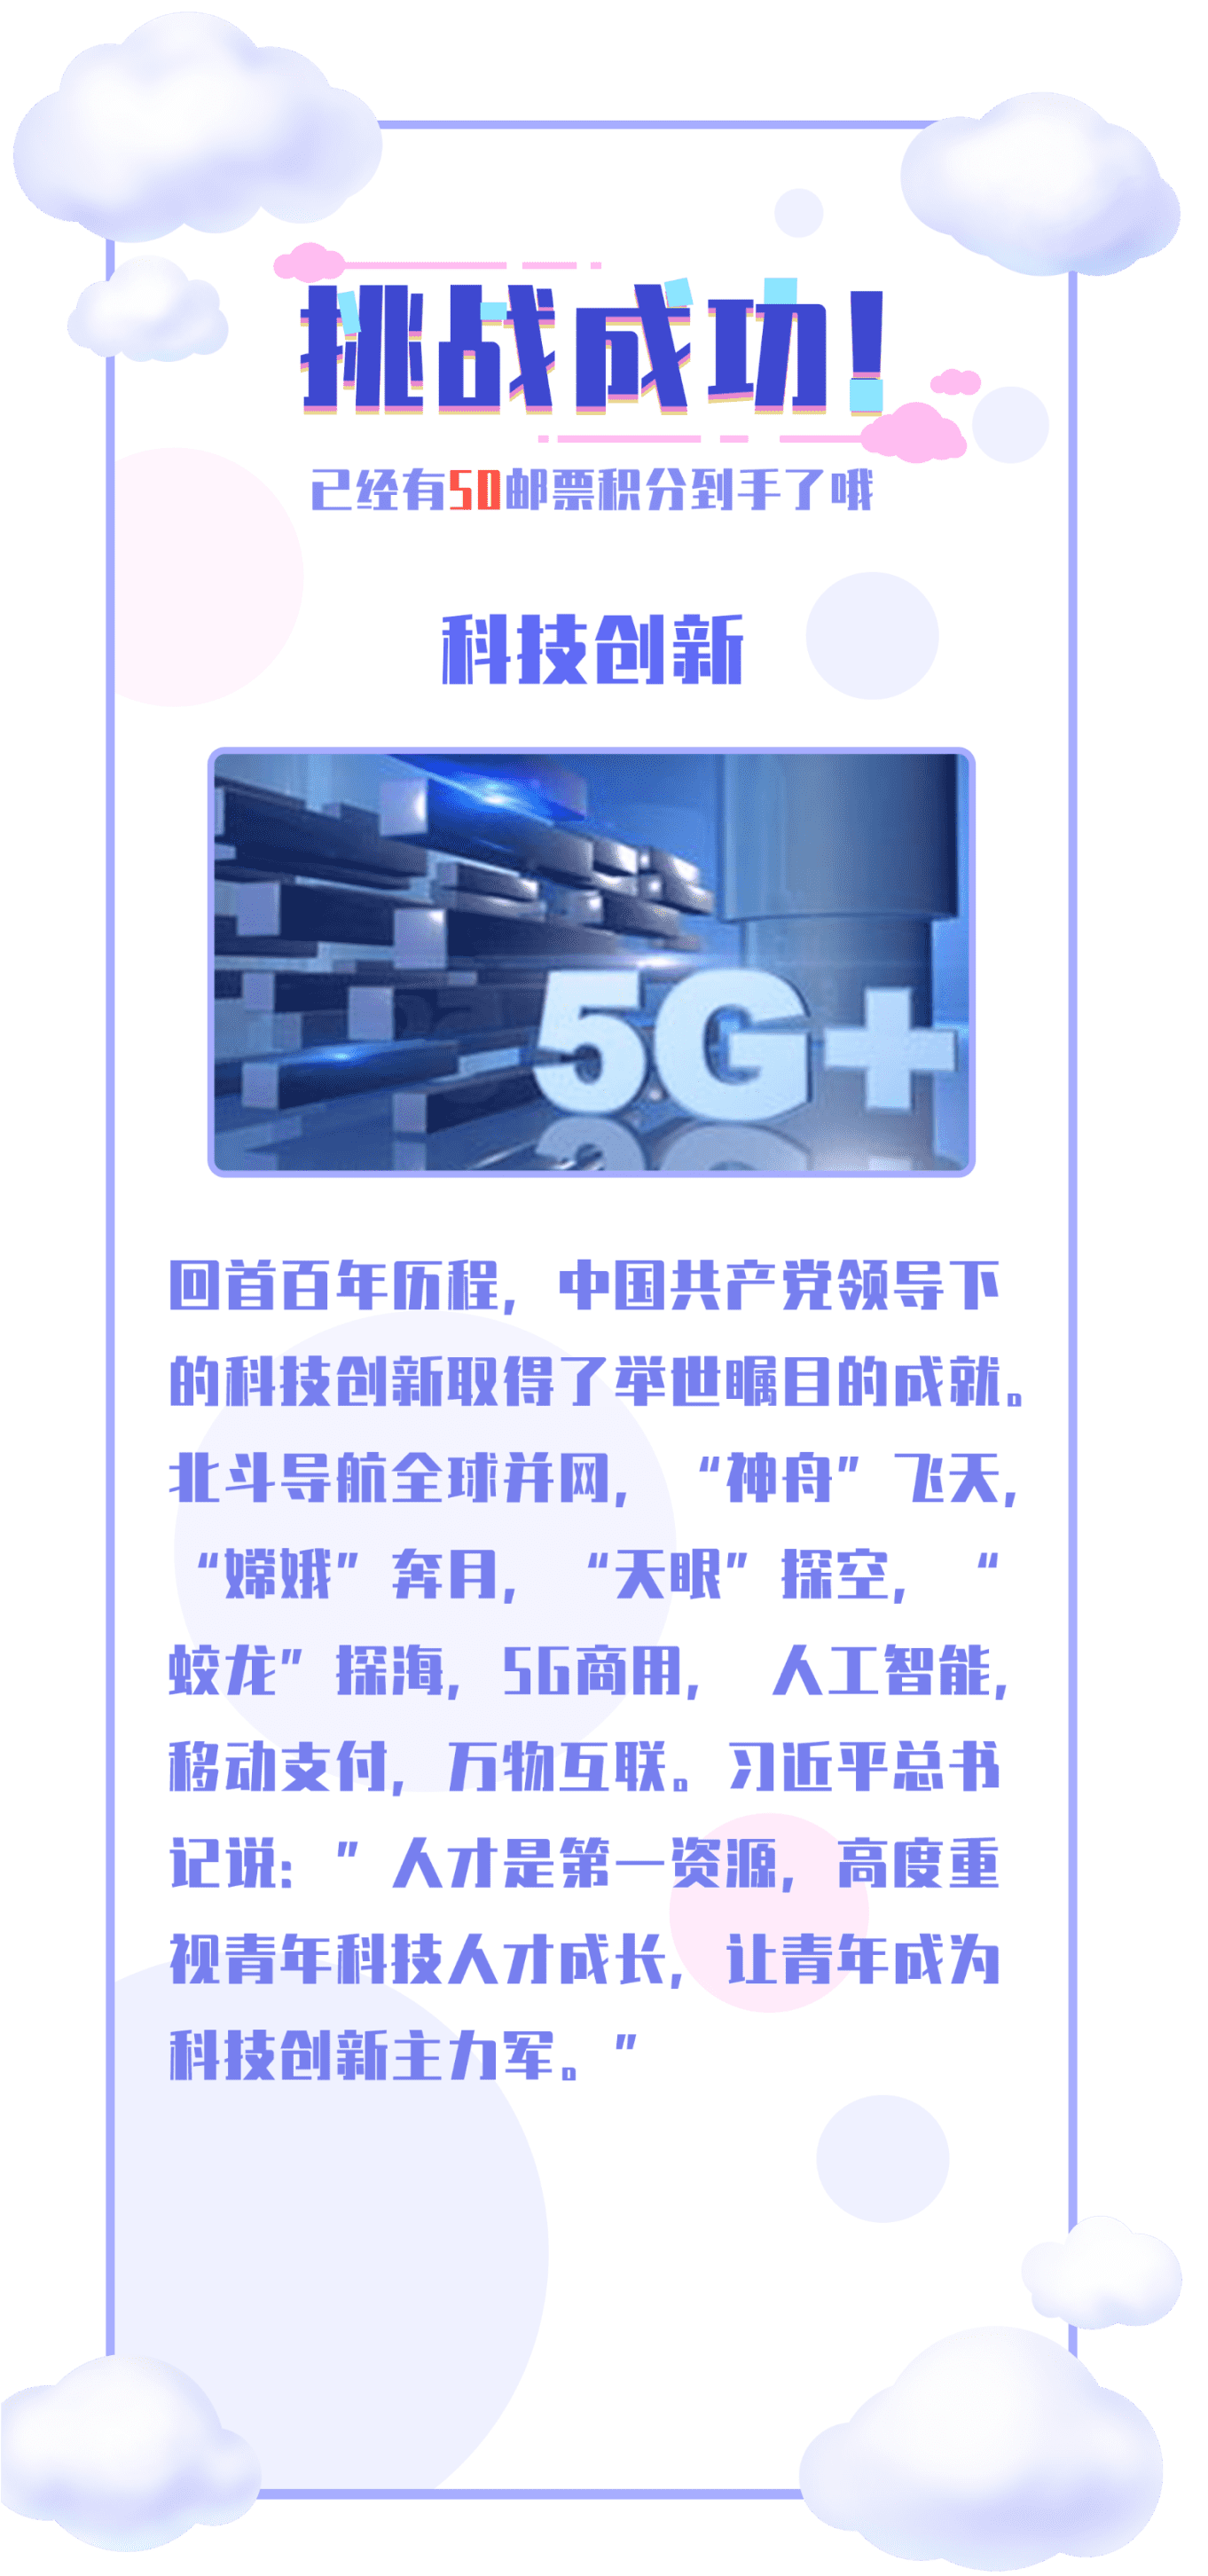 挑战成功!
已经有50邮票积分到手了哦
科技创新
5G+
回首百年历程，中国共产党领导下
的科技创新取得了举世瞩目的成就。
北斗导航全球并网，“神舟”飞天，
“嫦娥”奔月，“天眼”探空，“
蛟龙”探海，5G商用， 人工智能，
移动支付，万物互联。习近平总书
记说：”人才是第一资源，高度重
视青年科技人才成长，让青年成为
科技创新主力军。”